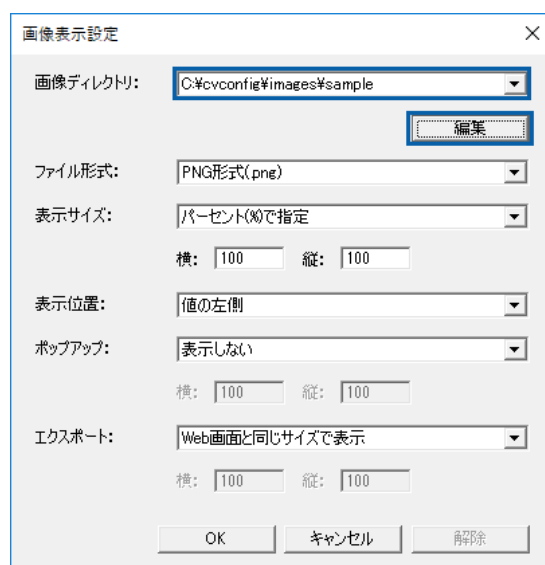 画像表示設定
画像ディレクトリ: C:¥cvconfig¥images¥sample
編集
ファイル形式: PNG形式(.png)
表示サイズ: パーセント(%)で指定
横: 100 縦: 100
表示位置: 値の左側
ポップアップ: 表示しない
横: 100 縦: 100
エクスポート: Web画面と同じサイズで表示
横: 100 縦: 100
OK キャンセル 解除